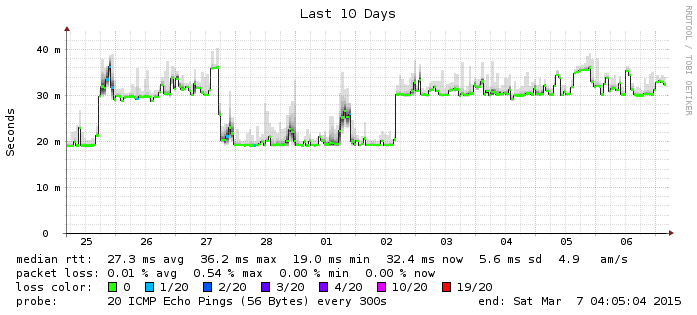 Last 10 Days
RRDTOOL / TOBI OETIKER
Seconds
40 m
30 m
20 m
10 m
0
25 26 27 28 01 02 03 04 05 06
median rtt: 27.3 ms avg 36.2 ms max 19.0 ms min 32.4 ms now 5.6 ms sd 4.9 am/s
packet loss: 0.01 % avg 0.54 % max 0.00 % min 0.00 % now
loss color: 0 1/20 2/20 3/20 4/20 10/20 19/20
probe: 20 ICMP Echo Pings (56 Bytes) every 300s end: Sat Mar 7 04:05:04 2015